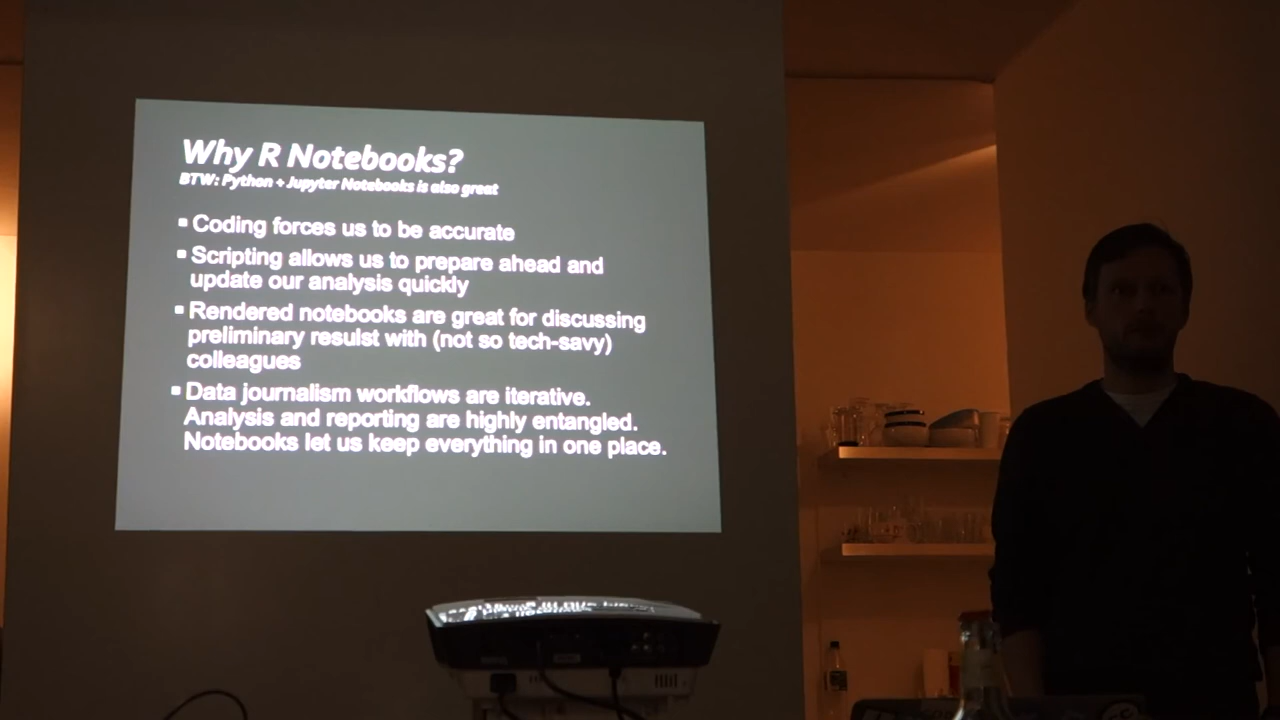 Why R Notebooks?
BTW: Python + Jupyter Notebooks is also great
▪ Coding forces us to be accurate
▪ Scripting allows us to prepare ahead and
update our analysis quickly
▪ Rendered notebooks are great for discussing
preliminary resulst with (not so tech-savy)
colleagues
▪ Data journalism workflows are iterative.
Analysis and reporting are highly entangled.
Notebooks let us keep everything in one place.